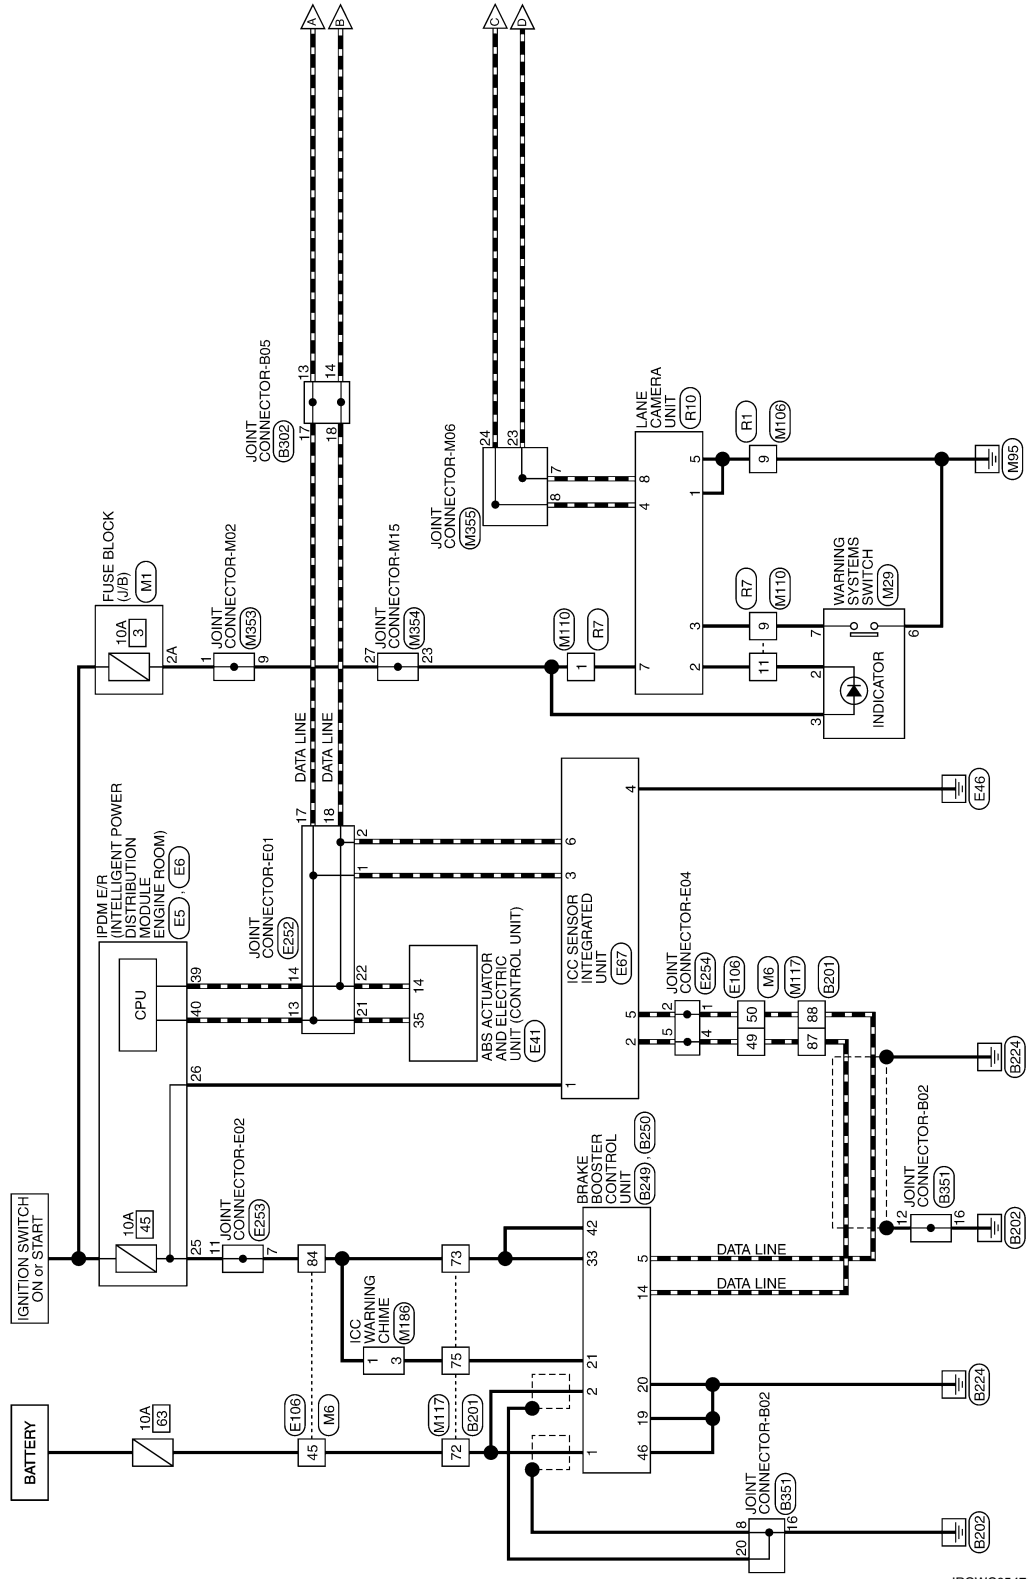 IGNITION SWITCH
ON or START
BATTERY
10A
63
10A
45
IPDM E/R
(INTELLIGENT POWER
DISTRIBUTION
MODULE
ENGINE ROOM)
E5 , E6
CPU
25
26
40
39
FUSE BLOCK
(J/B)
M1
10A
3
2A
A
B
C
D
JOINT
CONNECTOR-E02
E253
11
7
JOINT
CONNECTOR-E01
E252
13
14
17
18
21
22
1
2
JOINT
CONNECTOR-M02
M353
1
9
DATA LINE
DATA LINE
JOINT
CONNECTOR-B05
B302
17
13
18
14
JOINT
CONNECTOR-M15
M354
27
23
JOINT
CONNECTOR-M06
M355
24
23
8
7
E106
M6
45
84
ICC
WARNING
CHIME
M186
1
3
M117
B201
72
75
73
35
14
ABS ACTUATOR
AND ELECTRIC
UNIT (CONTROL UNIT)
E41
ICC SENSOR
INTEGRATED
UNIT
E67
1
3
6
2
5
4
M110
R7
1
LANE
CAMERA
UNIT
R10
7
4
8
2
3
1
5
BRAKE
BOOSTER
CONTROL
UNIT
B249 , B250
1
2
21
33
42
46
19
20
14
5
DATA LINE
DATA LINE
JOINT
CONNECTOR-E04
E254
5
2
4
1
E106
M6
49
50
M117
B201
87
88
R7
M110
11
9
R1
M106
9
WARNING
SYSTEMS
SWITCH
M29
INDICATOR
3
2
7
6
JOINT
CONNECTOR-B02
B351
20
8
16
JOINT
CONNECTOR-B02
B351
12
16
B202
B224
B202
B224
E46
M95